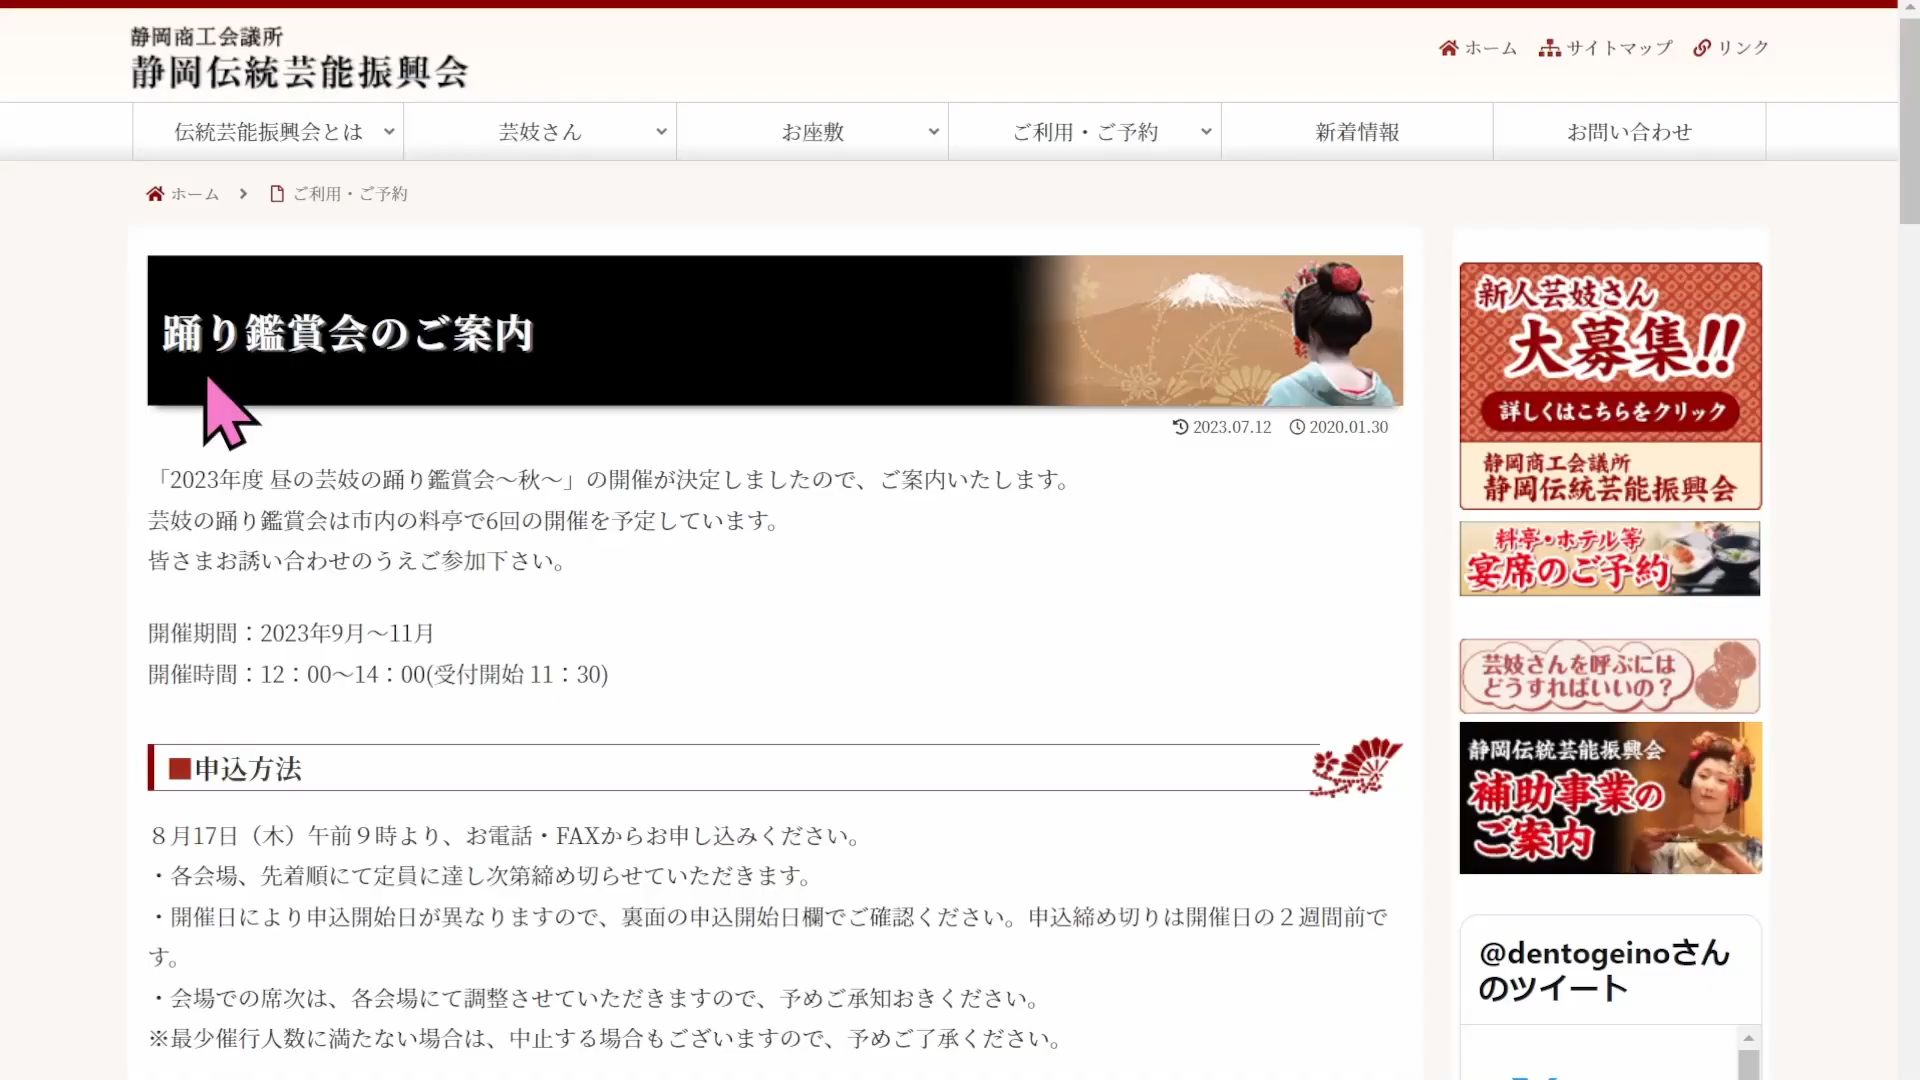 静岡商工会議所
静岡伝統芸能振興会
ホーム サイトマップ リンク
伝統芸能振興会とは 芸妓さん お座敷 ご利用・ご予約 新着情報 お問い合わせ
ホーム ご利用・ご予約
踊り鑑賞会のご案内
2023.07.12 2020.01.30
「2023年度 昼の芸妓の踊り鑑賞会～秋～」の開催が決定しましたので、ご案内いたします。
芸妓の踊り鑑賞会は市内の料亭で6回の開催を予定しています。
皆さまお誘い合わせのうえご参加下さい。
開催期間：2023年9月～11月
開催時間：12：00～14：00(受付開始 11：30)
■申込方法
８月17日（木）午前９時より、お電話・FAXからお申し込みください。
・各会場、先着順にて定員に達し次第締め切らせていただきます。
・開催日により申込開始日が異なりますので、裏面の申込開始日欄でご確認ください。申込締め切りは開催日の２週間前で
す。
・会場での席次は、各会場にて調整させていただきますので、予めご承知おきください。
※最少催行人数に満たない場合は、中止する場合もございますので、予めご了承ください。
新人芸妓さん
大募集!!
詳しくはこちらをクリック
静岡商工会議所
静岡伝統芸能振興会
料亭・ホテル等
宴席のご予約
芸妓さんを呼ぶには
どうすればいいの？
静岡伝統芸能振興会
補助事業の
ご案内
@dentogeinoさん
のツイート